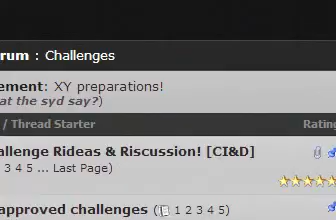 rum : Challenges
ement: XY preparations!
at the syd say?)
/ Thread Starter
Rating
allenge Rideas & Riscussion! [CI&D]
3 4 5 ... Last Page)
approved challenges ( 1 2 3 4 5)